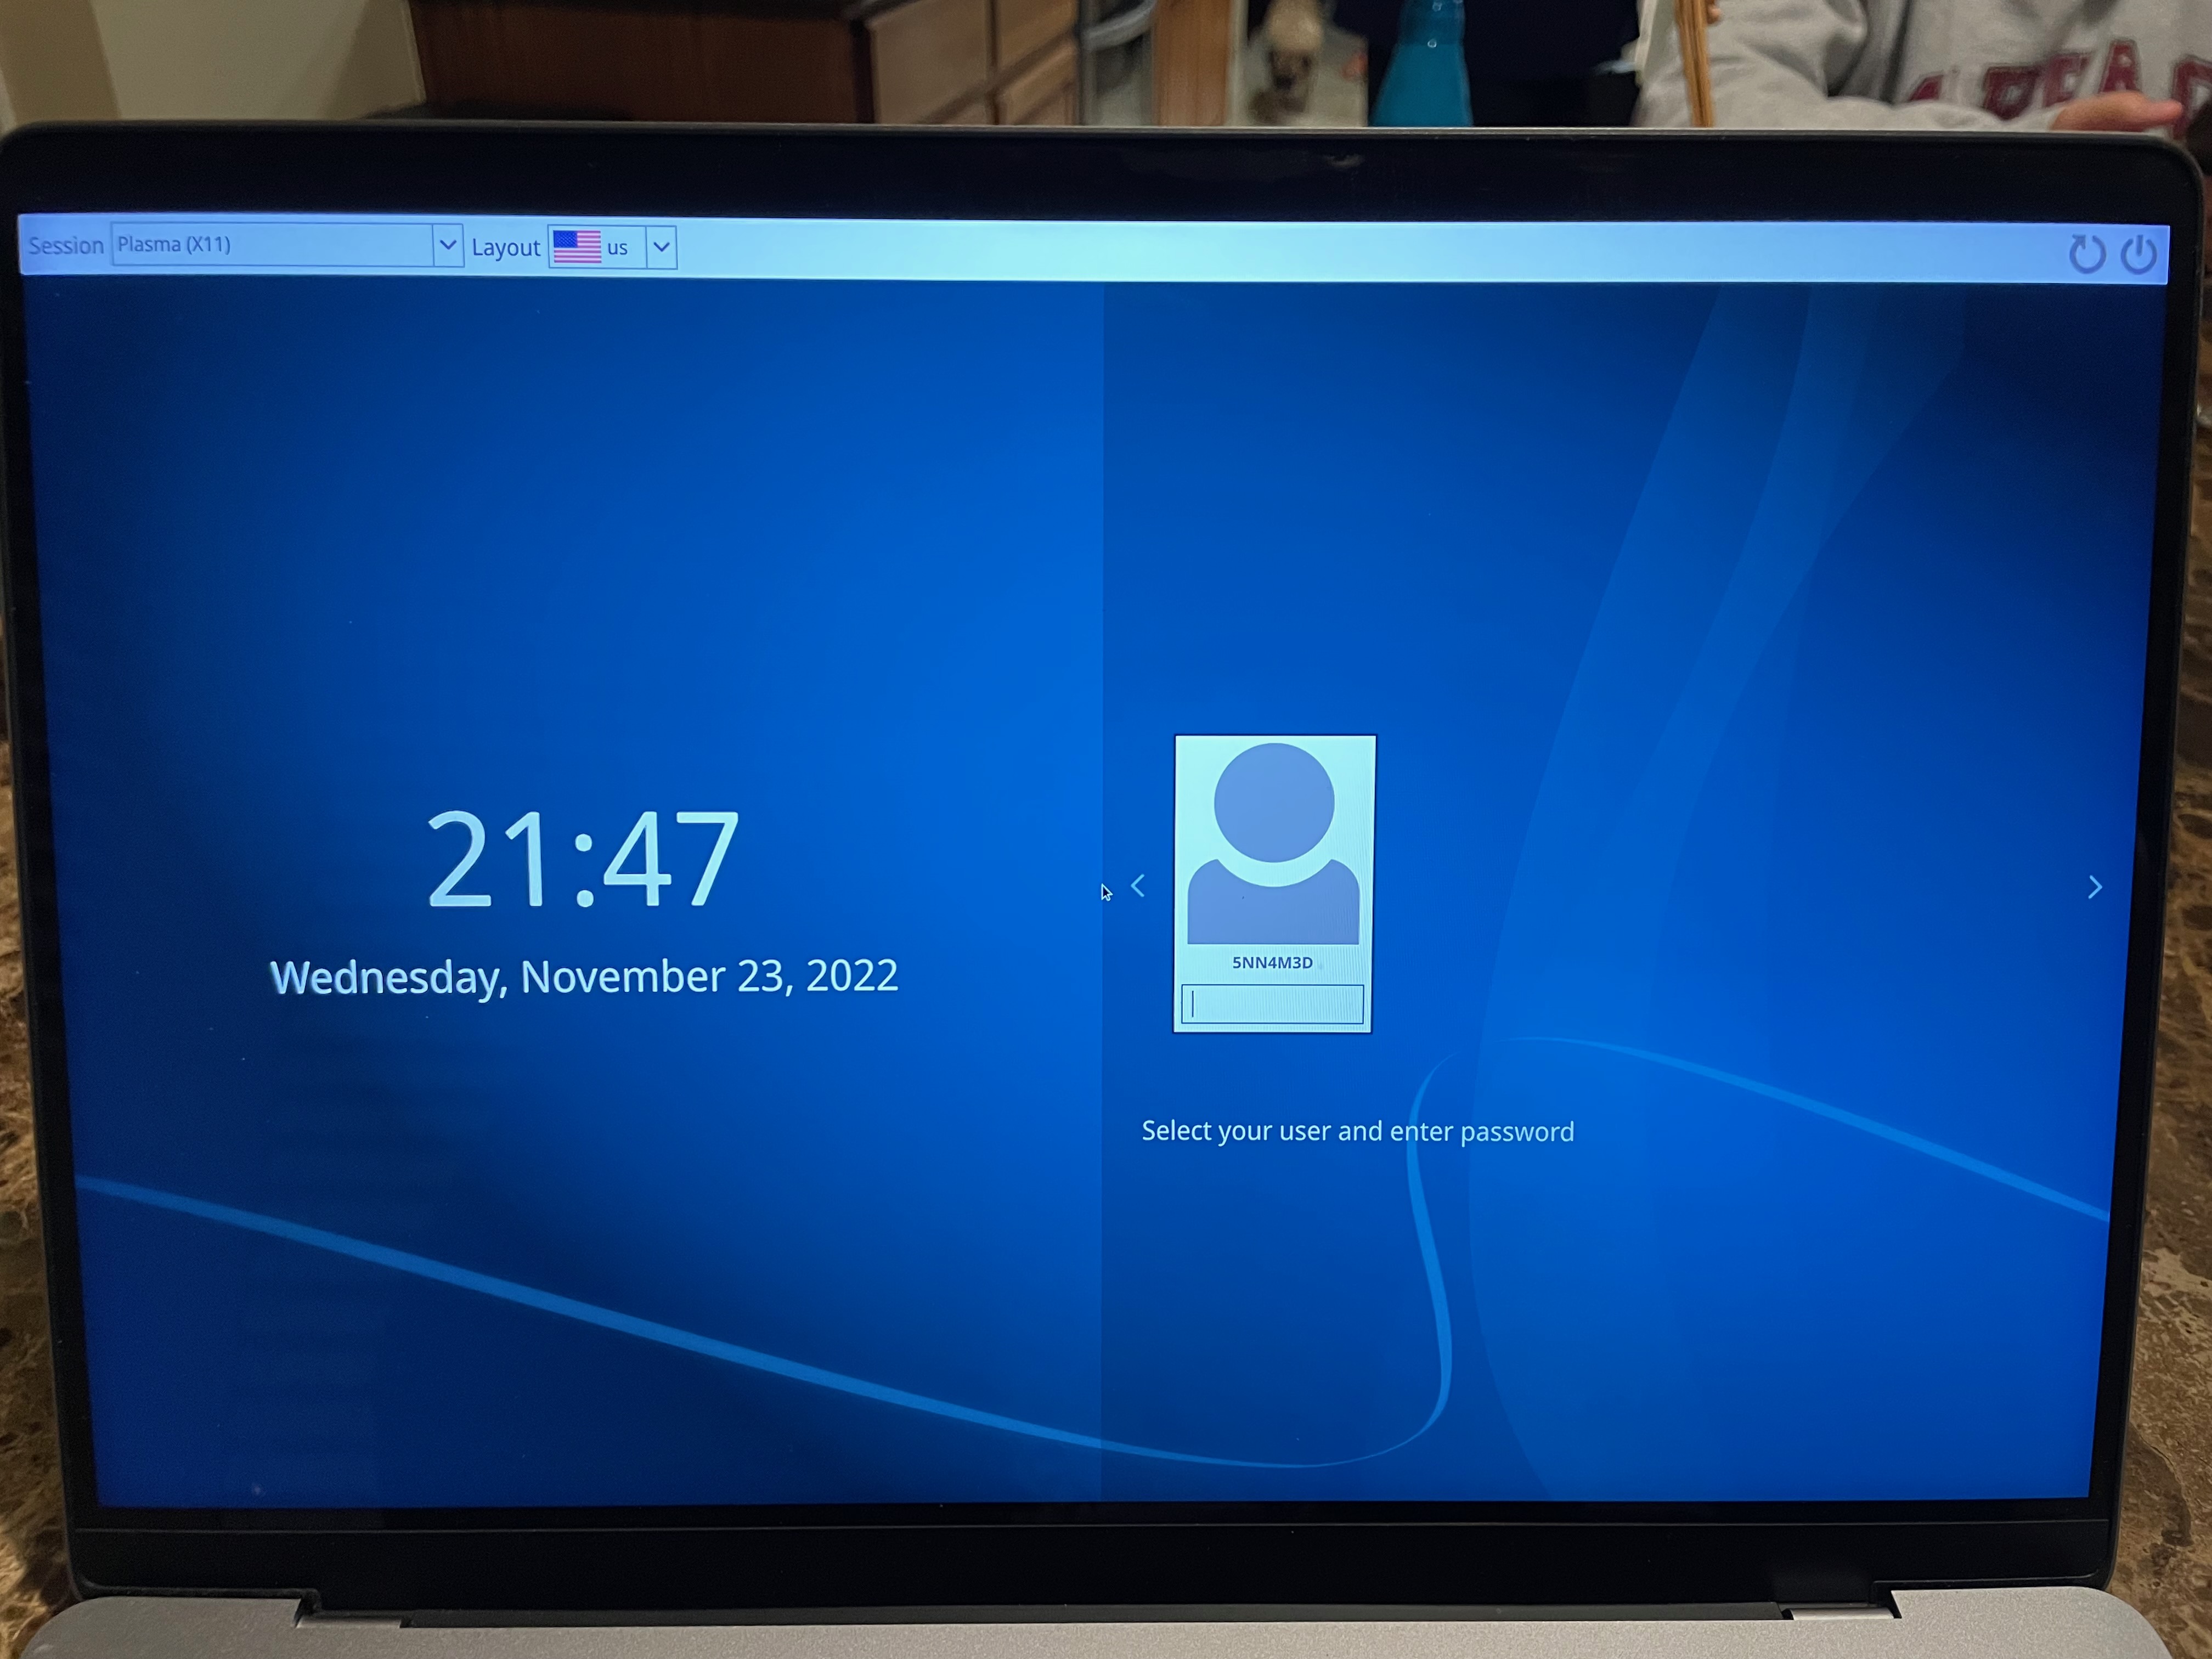 Session Plasma (X11) Layout us
21:47
Wednesday, November 23, 2022
5NN4M3D
Select your user and enter password